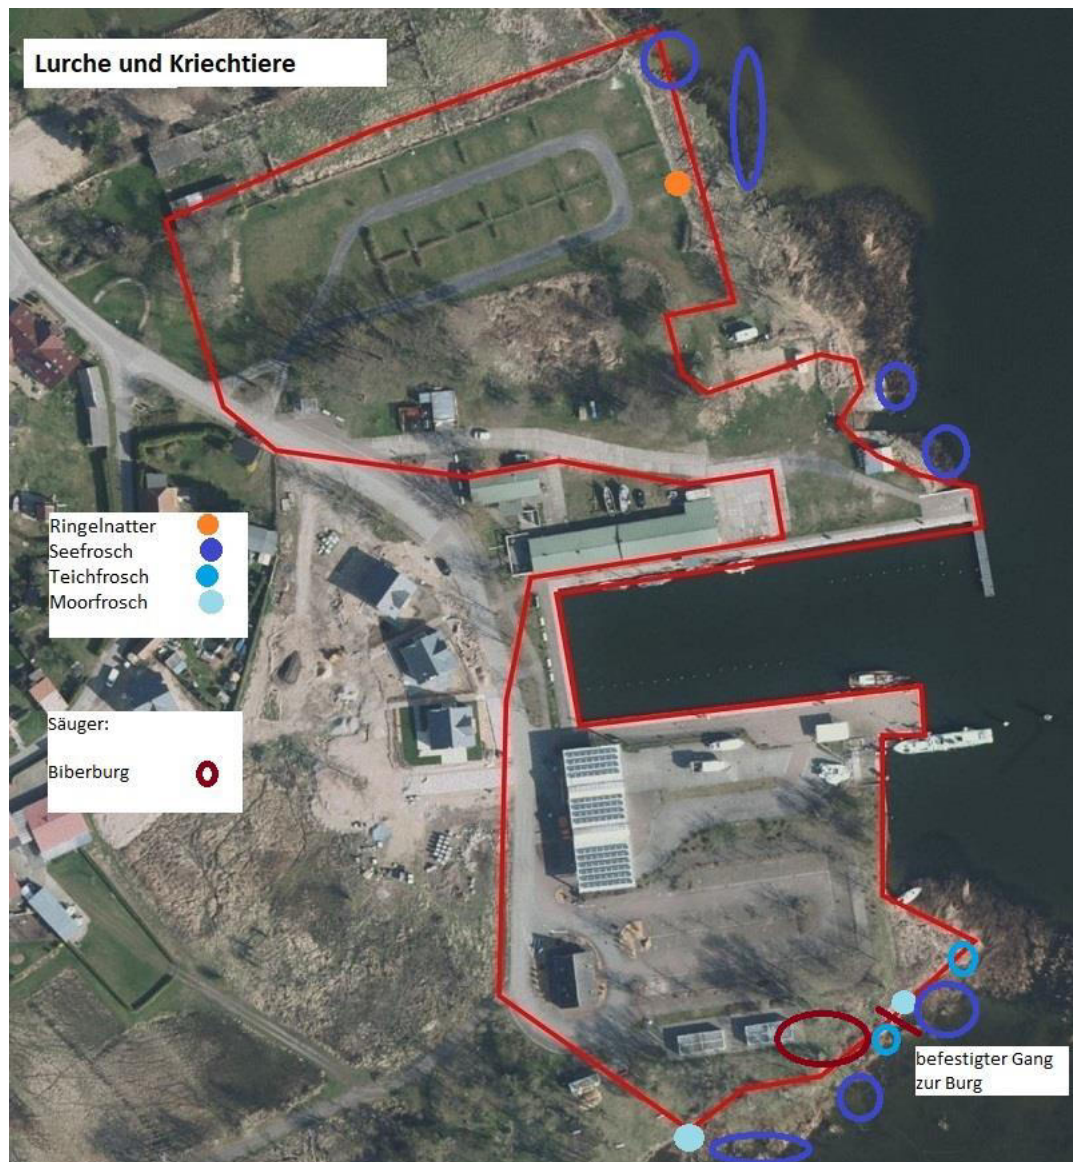 Lurche und Kriechtiere
Ringelnatter
Seefrosch
Teichfrosch
Moorfrosch
Säuger:
Biberburg
befestigter Gang
zur Burg